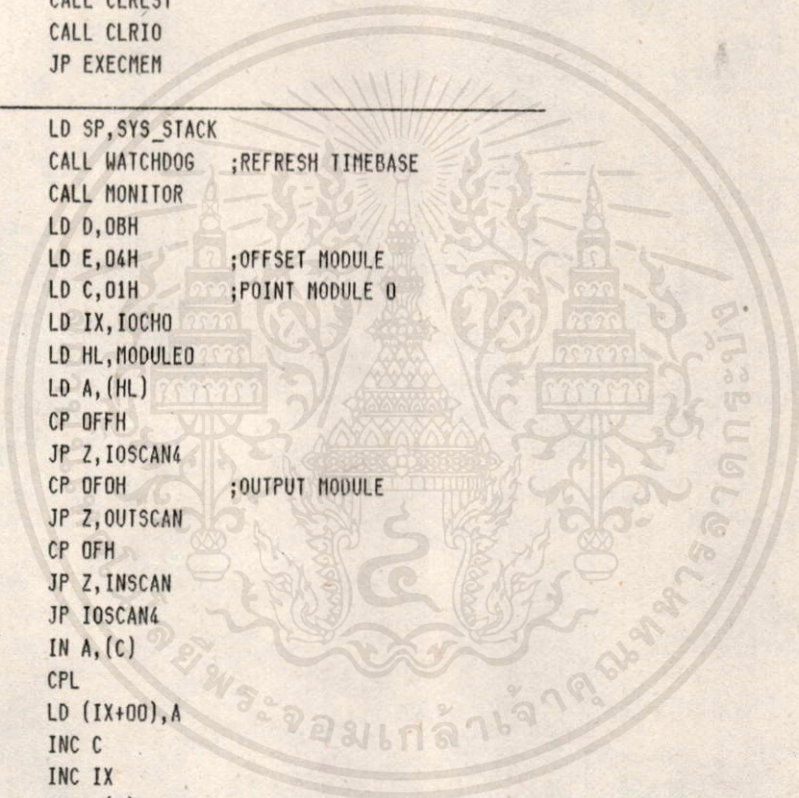 CALL CLREST
CALL CLRIO
JP EXECMEM
LD SP,SYS_STACK
CALL WATCHDOG ;REFRESH TIMEBASE
CALL MONITOR
LD D,0BH
LD E,04H ;OFFSET MODULE
LD C,01H ;POINT MODULE 0
LD IX,IOCH0
LD HL,MODULE0
LD A,(HL)
CP 0FFH
JP Z,IOSCAN4
CP 0F0H ;OUTPUT MODULE
JP Z,OUTSCAN
CP 0FH
JP Z,INSCAN
JP IOSCAN4
IN A,(C)
CPL
LD (IX+00),A
INC C
INC IX